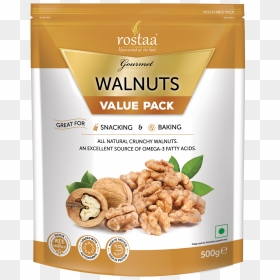 rostaa
Gourmet
WALNUTS
VALUE PACK
GREAT FOR
SNACKING & BAKING
ALL NATURAL CRUNCHY WALNUTS.
AN EXCELLENT SOURCE OF OMEGA-3 FATTY ACIDS.
500g e